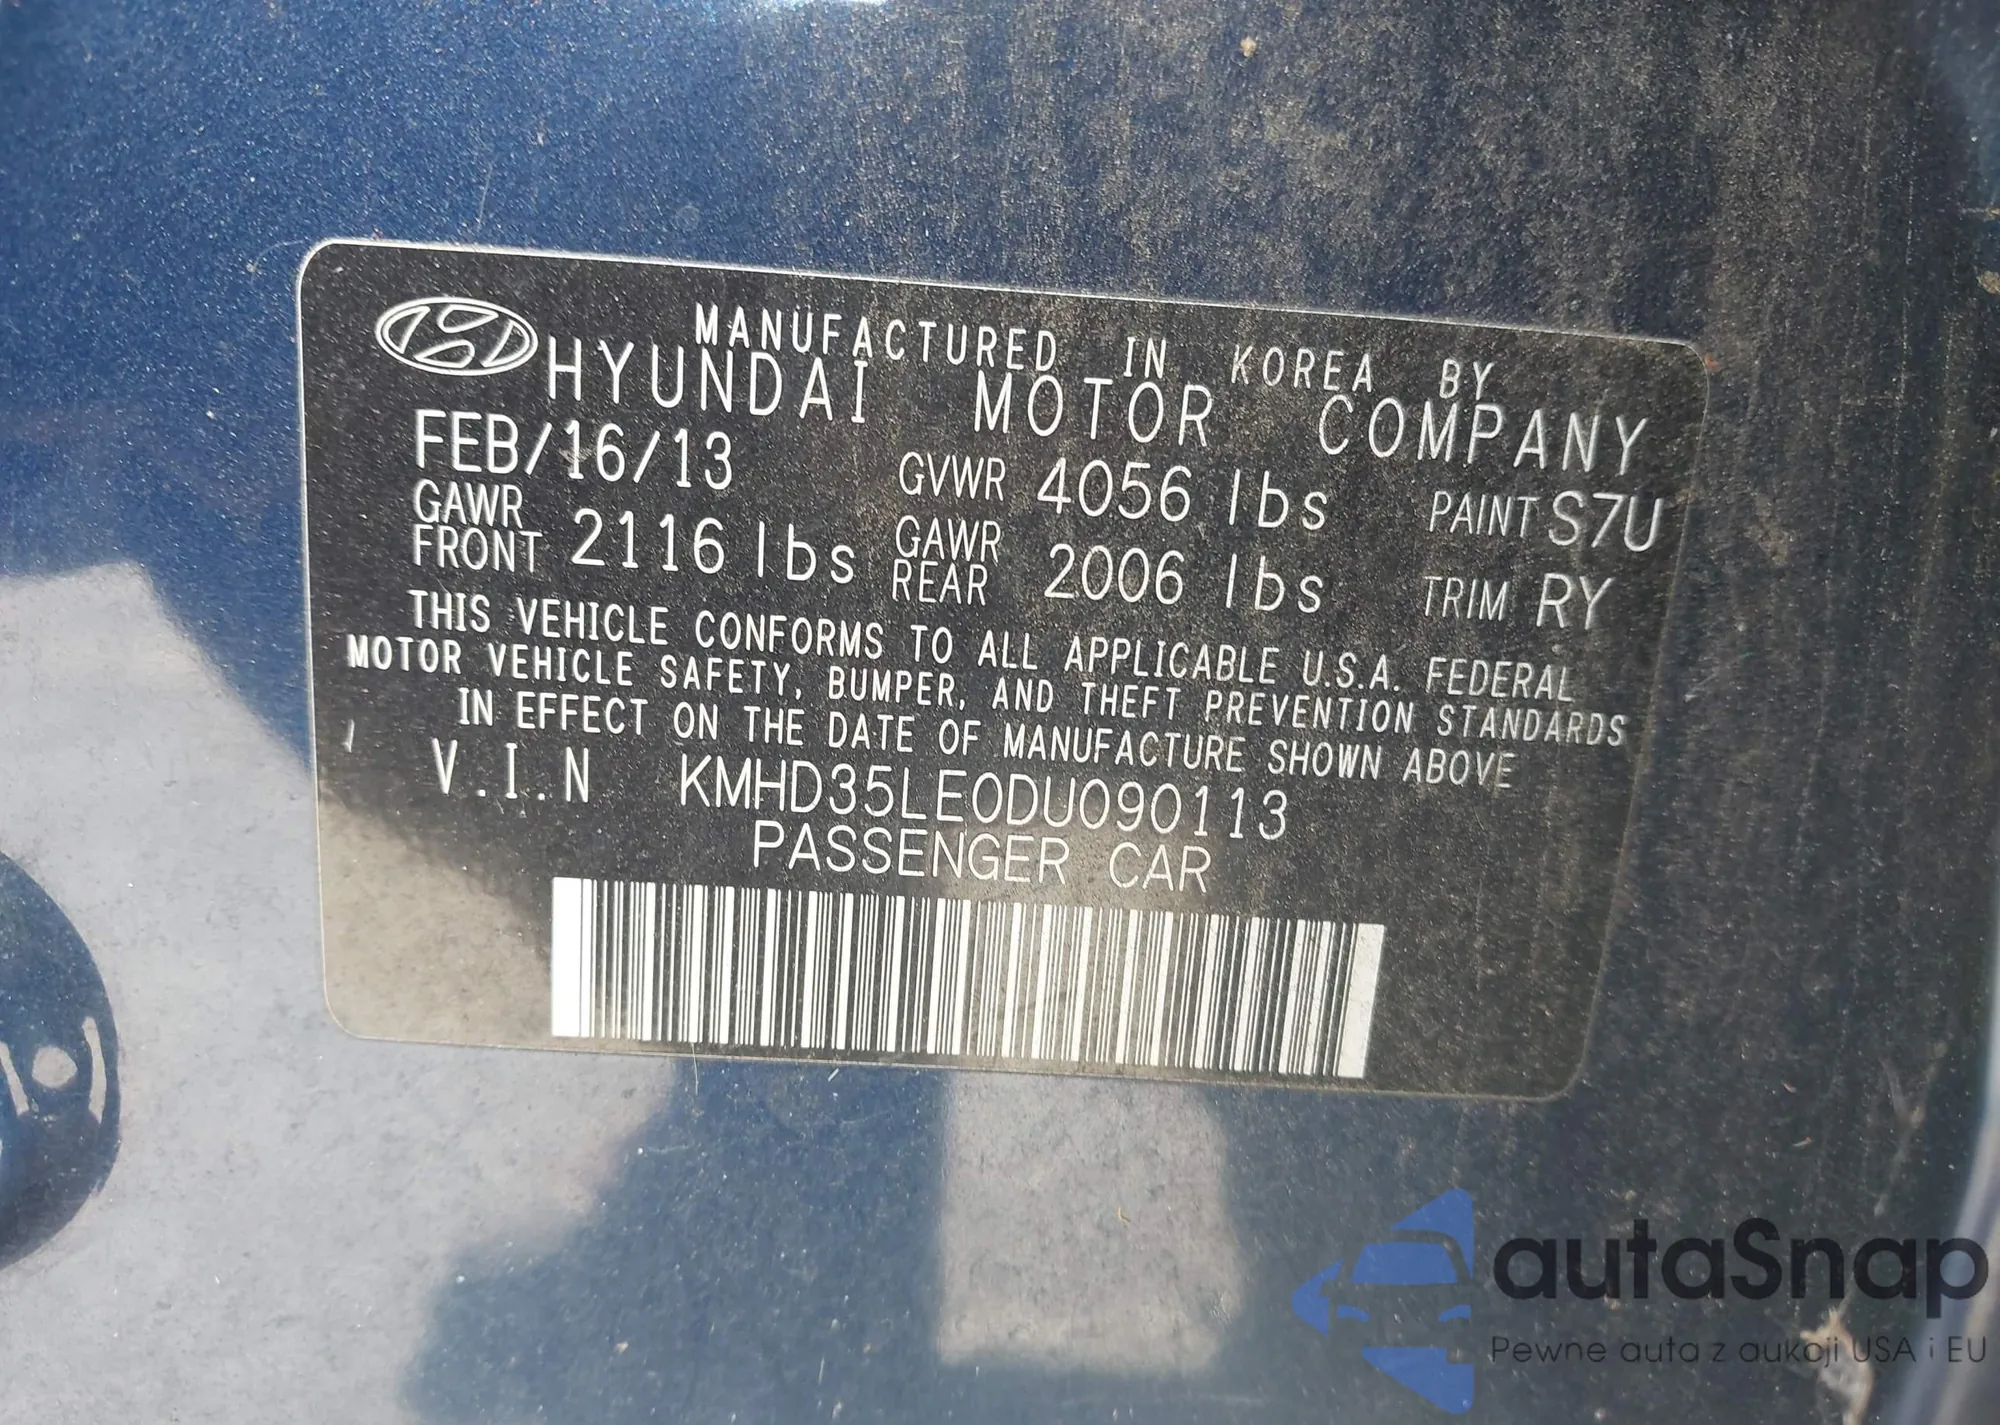 MANUFACTURED IN KOREA BY
HYUNDAI MOTOR COMPANY
FEB/16/13 GVWR 4056 lbs PAINT S7U
GAWR FRONT 2116 lbs GAWR REAR 2006 lbs TRIM RY
THIS VEHICLE CONFORMS TO ALL APPLICABLE U.S.A. FEDERAL
MOTOR VEHICLE SAFETY, BUMPER, AND THEFT PREVENTION STANDARDS
IN EFFECT ON THE DATE OF MANUFACTURE SHOWN ABOVE
V.I.N KMHD35LE0DU090113
PASSENGER CAR
autaSnap
Pewne auta z aukcji USA i EU